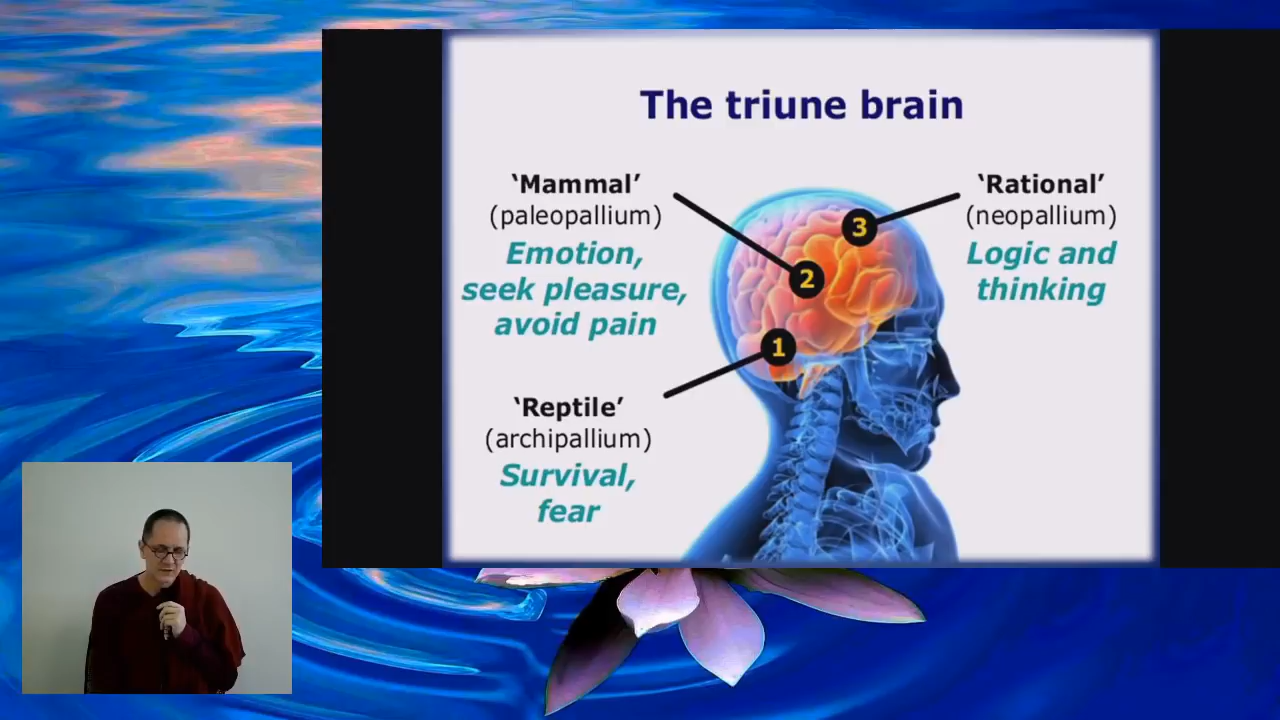 The triune brain
‘Mammal’
(paleopallium)
Emotion,
seek pleasure,
avoid pain
‘Rational’
(neopallium)
Logic and
thinking
3
2
1
‘Reptile’
(archipallium)
Survival,
fear